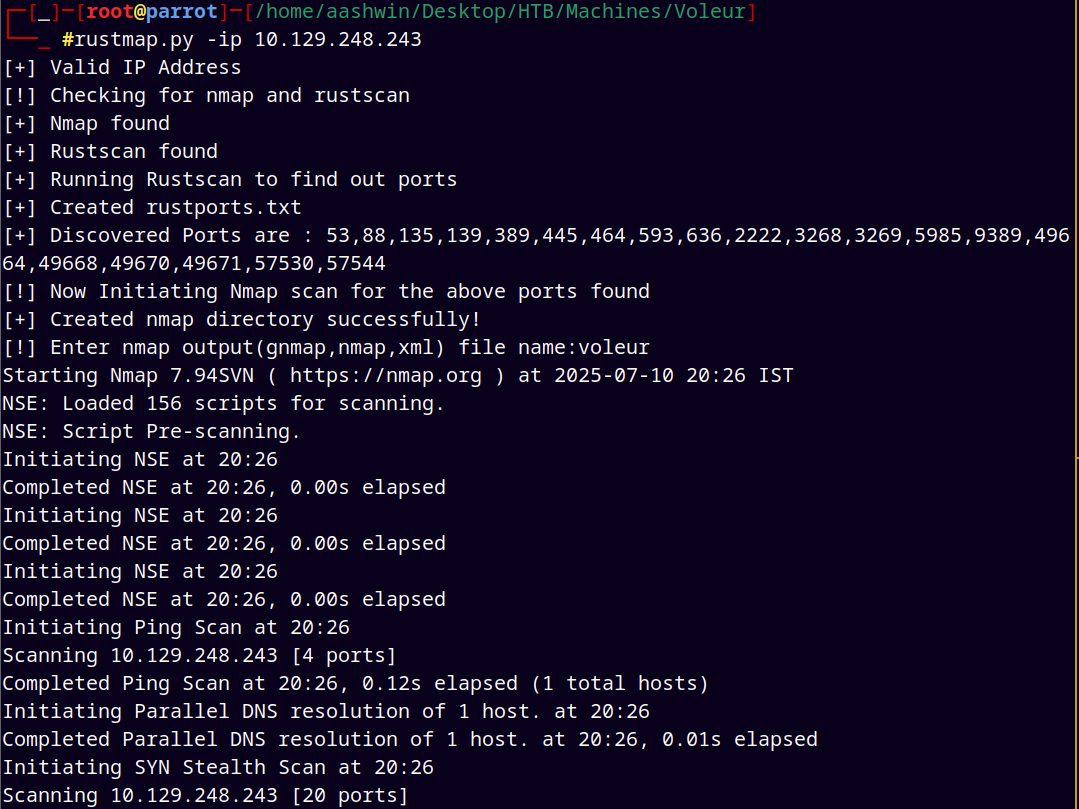 ┌─[_]─[root@parrot]─[/home/aashwin/Desktop/HTB/Machines/Voleur]
└──_ #rustmap.py -ip 10.129.248.243
[+] Valid IP Address
[!] Checking for nmap and rustscan
[+] Nmap found
[+] Rustscan found
[+] Running Rustscan to find out ports
[+] Created rustports.txt
[+] Discovered Ports are : 53,88,135,139,389,445,464,593,636,2222,3268,3269,5985,9389,496
64,49668,49670,49671,57530,57544
[!] Now Initiating Nmap scan for the above ports found
[+] Created nmap directory successfully!
[!] Enter nmap output(gnmap,nmap,xml) file name:voleur
Starting Nmap 7.94SVN ( https://nmap.org ) at 2025-07-10 20:26 IST
NSE: Loaded 156 scripts for scanning.
NSE: Script Pre-scanning.
Initiating NSE at 20:26
Completed NSE at 20:26, 0.00s elapsed
Initiating NSE at 20:26
Completed NSE at 20:26, 0.00s elapsed
Initiating NSE at 20:26
Completed NSE at 20:26, 0.00s elapsed
Initiating Ping Scan at 20:26
Scanning 10.129.248.243 [4 ports]
Completed Ping Scan at 20:26, 0.12s elapsed (1 total hosts)
Initiating Parallel DNS resolution of 1 host. at 20:26
Completed Parallel DNS resolution of 1 host. at 20:26, 0.01s elapsed
Initiating SYN Stealth Scan at 20:26
Scanning 10.129.248.243 [20 ports]